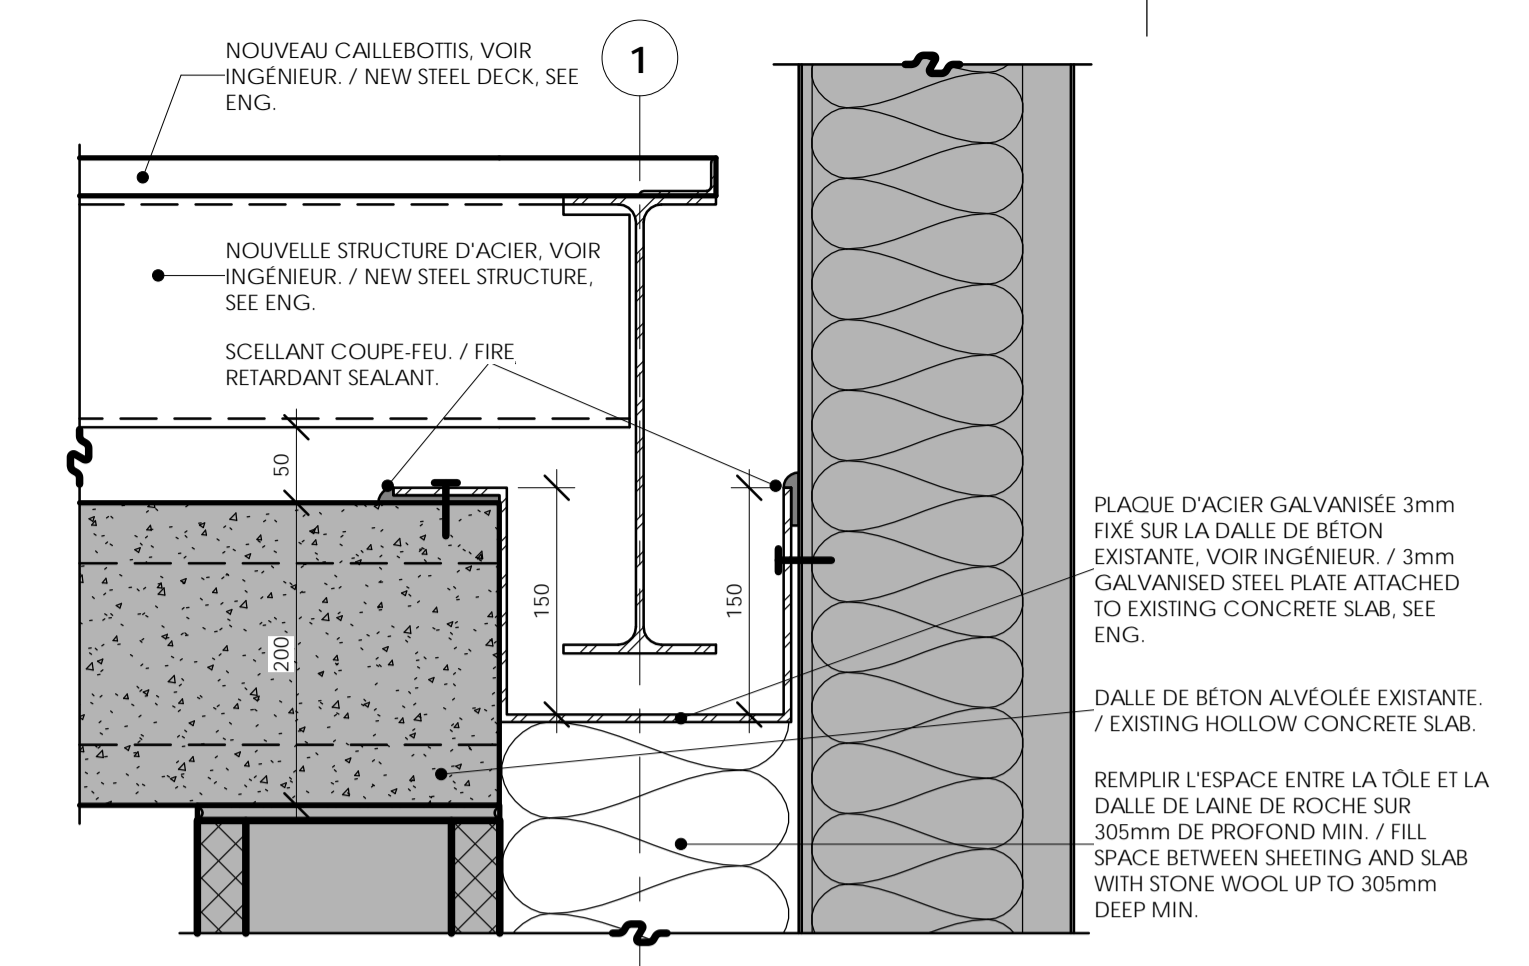 NOUVEAU CAILLEBOTTIS, VOIR
INGÉNIEUR. / NEW STEEL DECK, SEE
ENG.
1
NOUVELLE STRUCTURE D'ACIER, VOIR
INGÉNIEUR. / NEW STEEL STRUCTURE,
SEE ENG.
SCELLANT COUPE-FEU. / FIRE
RETARDANT SEALANT.
50
200
150
150
PLAQUE D'ACIER GALVANISÉE 3mm
FIXÉ SUR LA DALLE DE BÉTON
EXISTANTE, VOIR INGÉNIEUR. / 3mm
GALVANISED STEEL PLATE ATTACHED
TO EXISTING CONCRETE SLAB, SEE
ENG.
DALLE DE BÉTON ALVÉOLÉE EXISTANTE.
/ EXISTING HOLLOW CONCRETE SLAB.
REMPLIR L'ESPACE ENTRE LA TÔLE ET LA
DALLE DE LAINE DE ROCHE SUR
305mm DE PROFOND MIN. / FILL
SPACE BETWEEN SHEETING AND SLAB
WITH STONE WOOL UP TO 305mm
DEEP MIN.